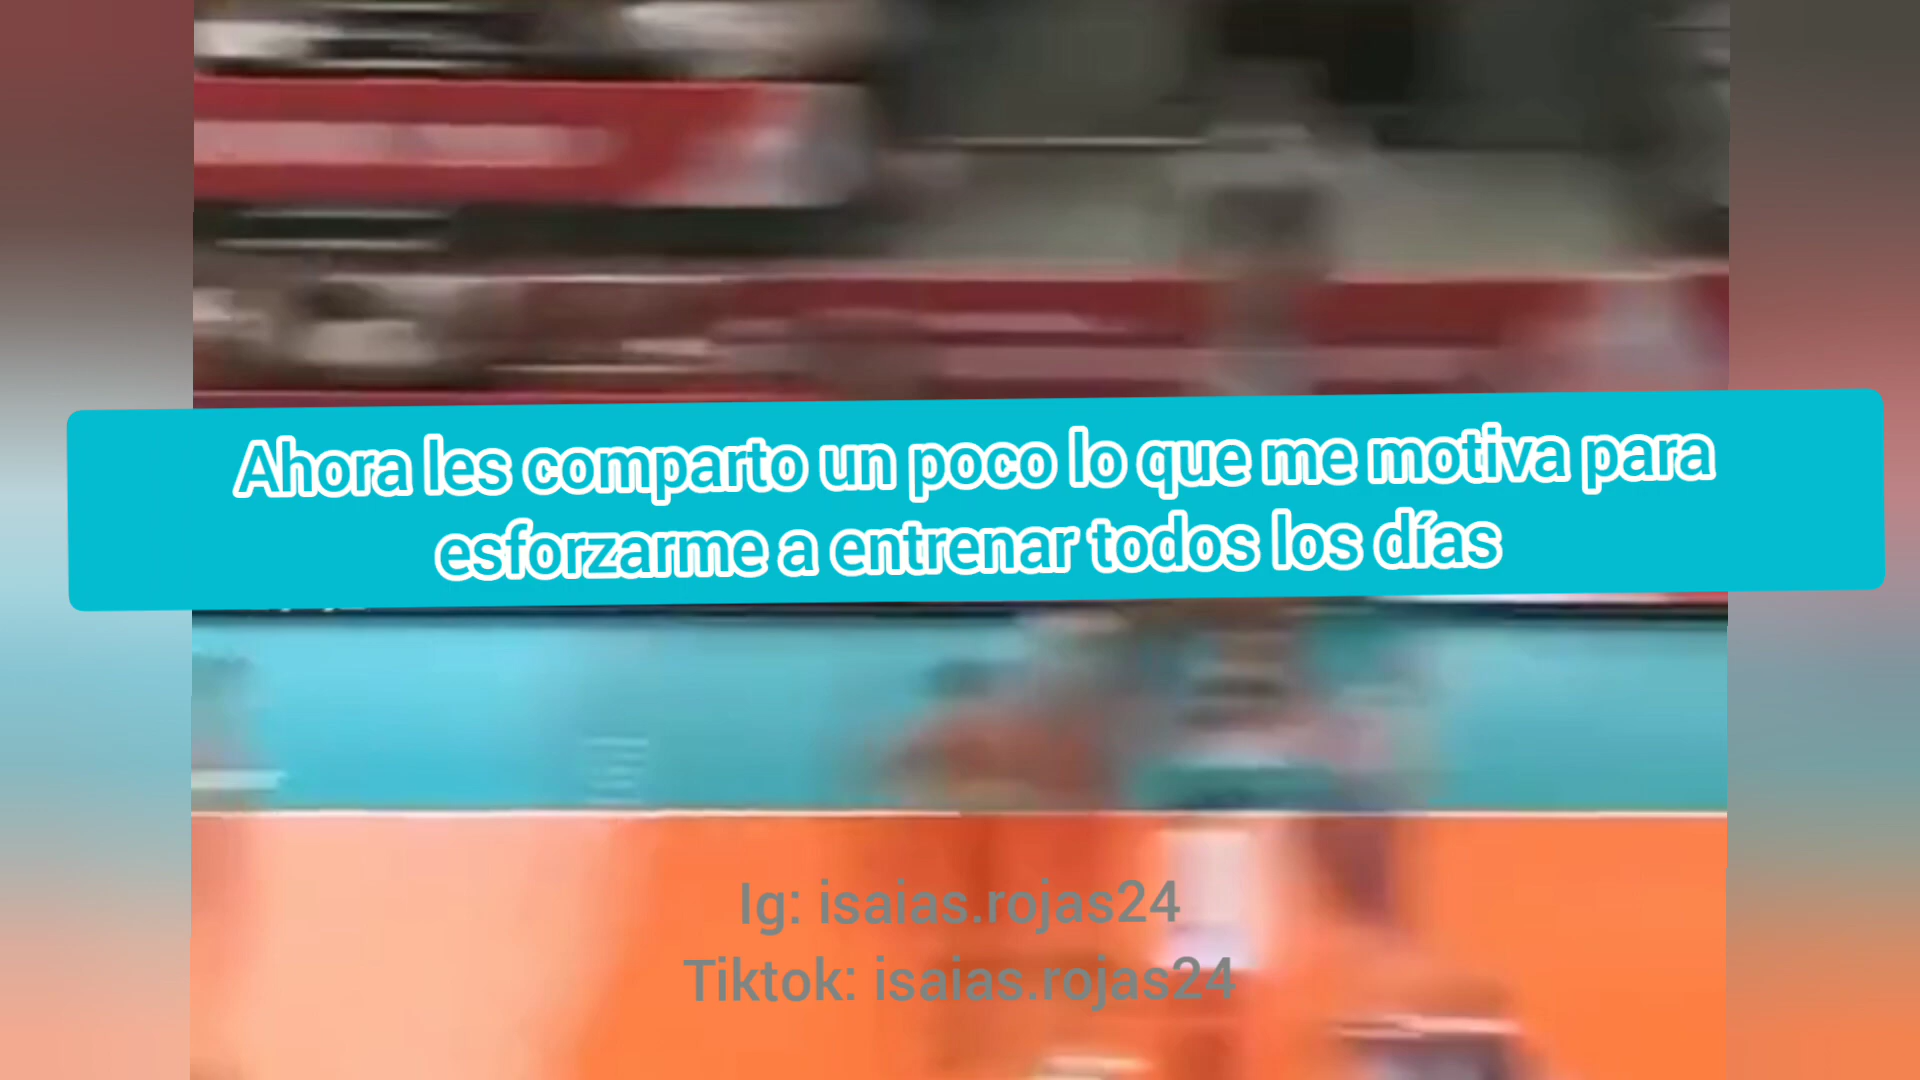 Ahora les comparto un poco lo que me motiva para
esforzarme a entrenar todos los días
Ig: isaias.rojas24
Tiktok: isaias.rojas24